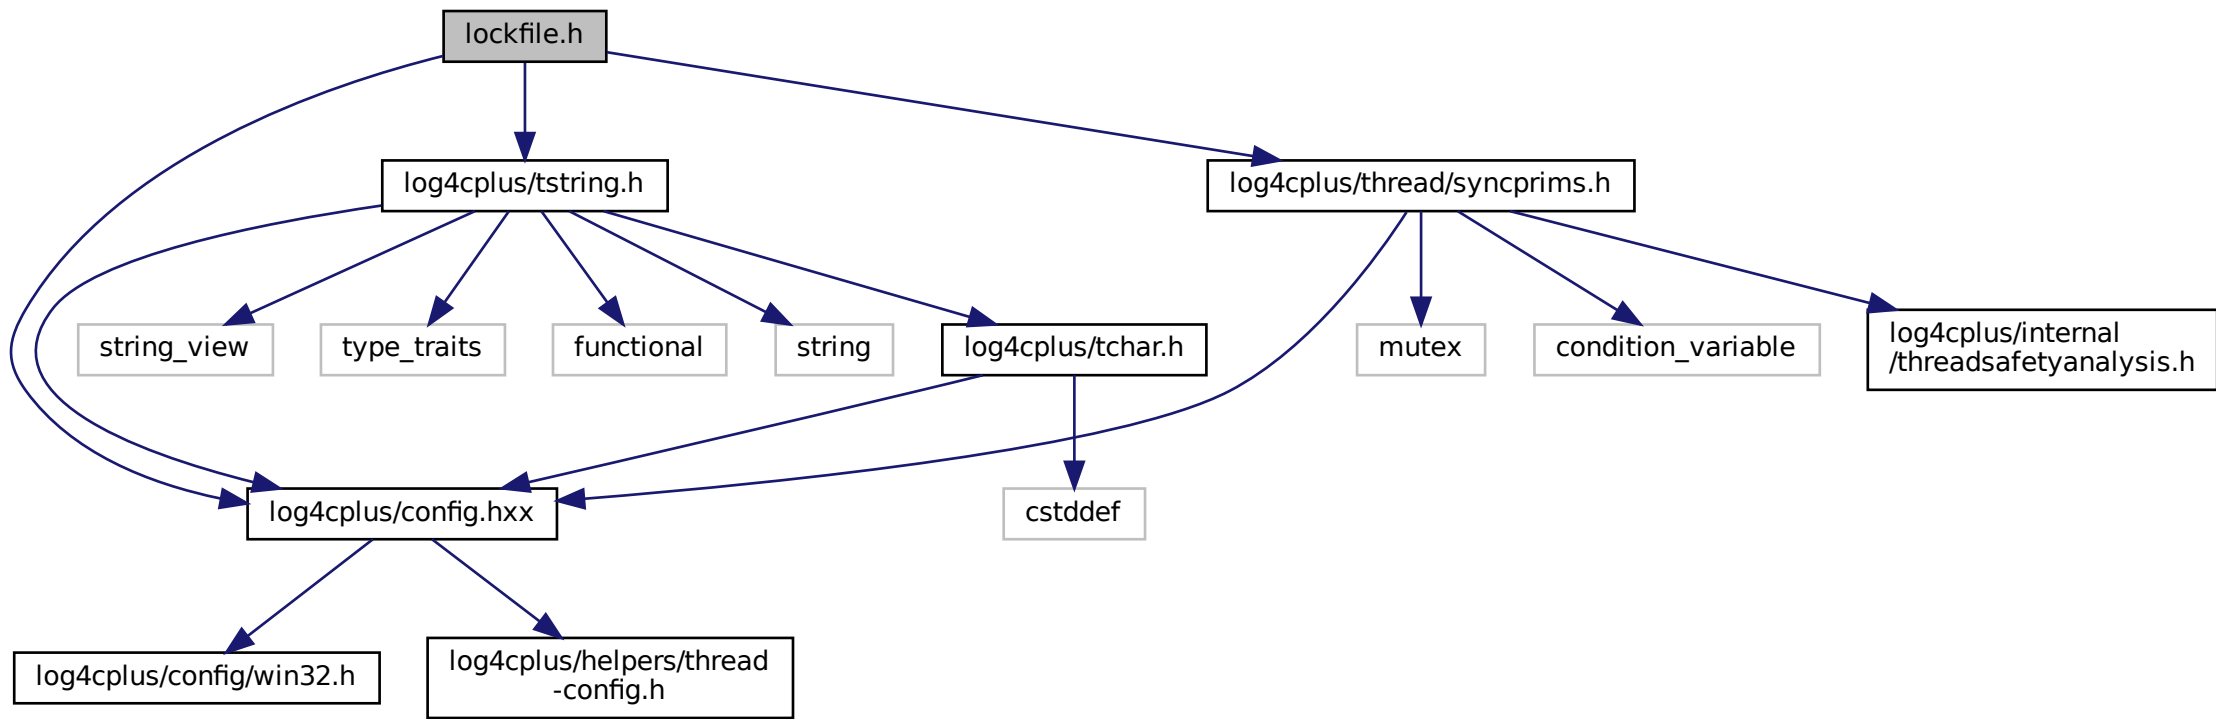 lockfile.h
log4cplus/tstring.h
log4cplus/thread/syncprims.h
string_view
type_traits
functional
string
log4cplus/tchar.h
mutex
condition_variable
log4cplus/internal
/threadsafetyanalysis.h
log4cplus/config.hxx
cstddef
log4cplus/config/win32.h
log4cplus/helpers/thread
-config.h